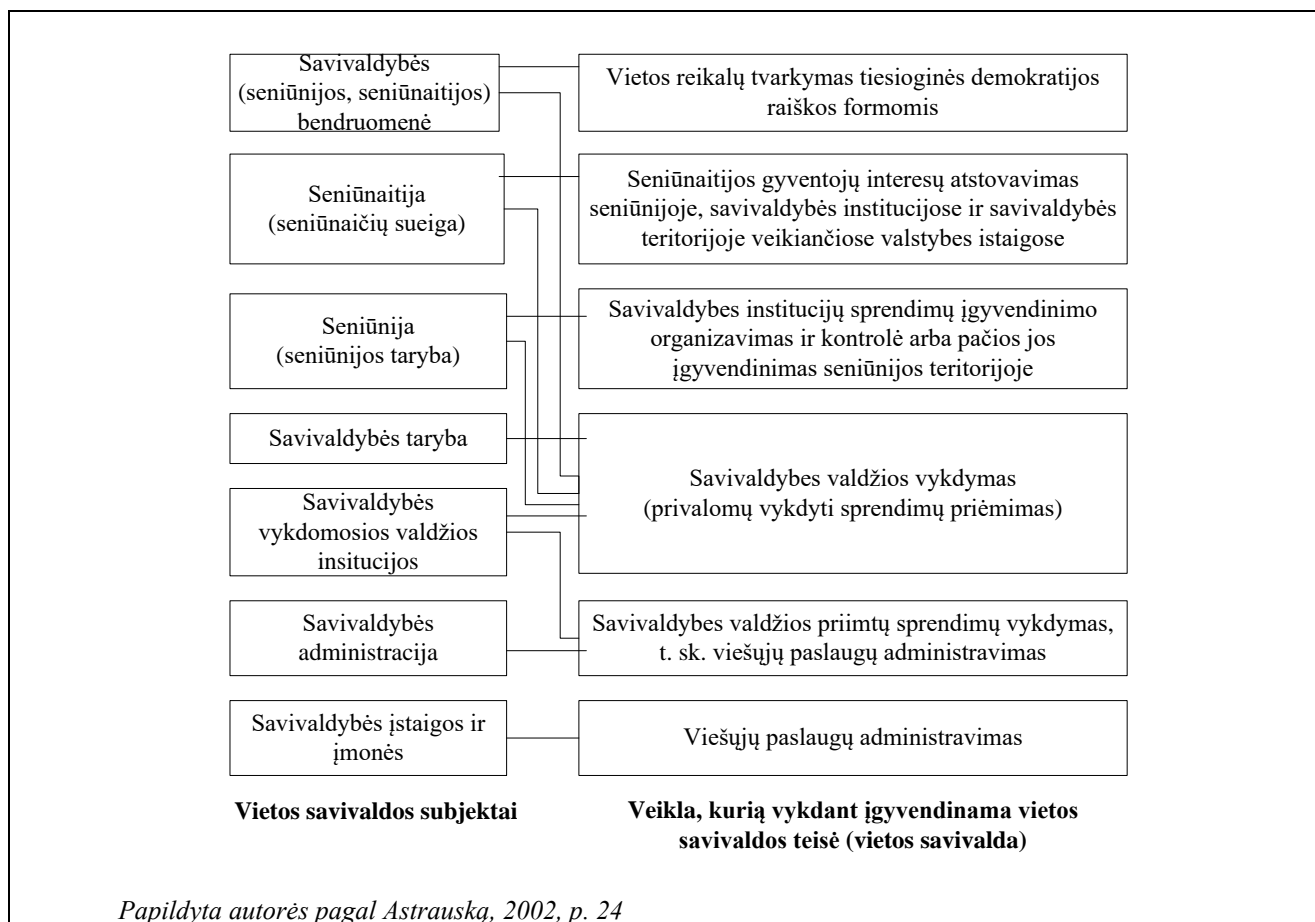 Savivaldybės
(seniūnijos, seniūnaitijos)
bendruomenė
Vietos reikalų tvarkymas tiesioginės demokratijos
raiškos formomis
Seniūnaitija
(seniūnaičių sueiga)
Seniūnaitijos gyventojų interesų atstovavimas
seniūnijoje, savivaldybės institucijose ir savivaldybės
teritorijoje veikiančiose valstybes istaigose
Seniūnija
(seniūnijos taryba)
Savivaldybes institucijų sprendimų įgyvendinimo
organizavimas ir kontrolė arba pačios jos
įgyvendinimas seniūnijos teritorijoje
Savivaldybės taryba
Savivaldybės
vykdomosios valdžios
insitucijos
Savivaldybes valdžios vykdymas
(privalomų vykdyti sprendimų priėmimas)
Savivaldybės
administracija
Savivaldybes valdžios priimtų sprendimų vykdymas,
t. sk. viešųjų paslaugų administravimas
Savivaldybės įstaigos ir
įmonės
Viešųjų paslaugų administravimas
Vietos savivaldos subjektai
Veikla, kurią vykdant įgyvendinama vietos
savivaldos teisė (vietos savivalda)
Papildyta autorės pagal Astrauską, 2002, p. 24